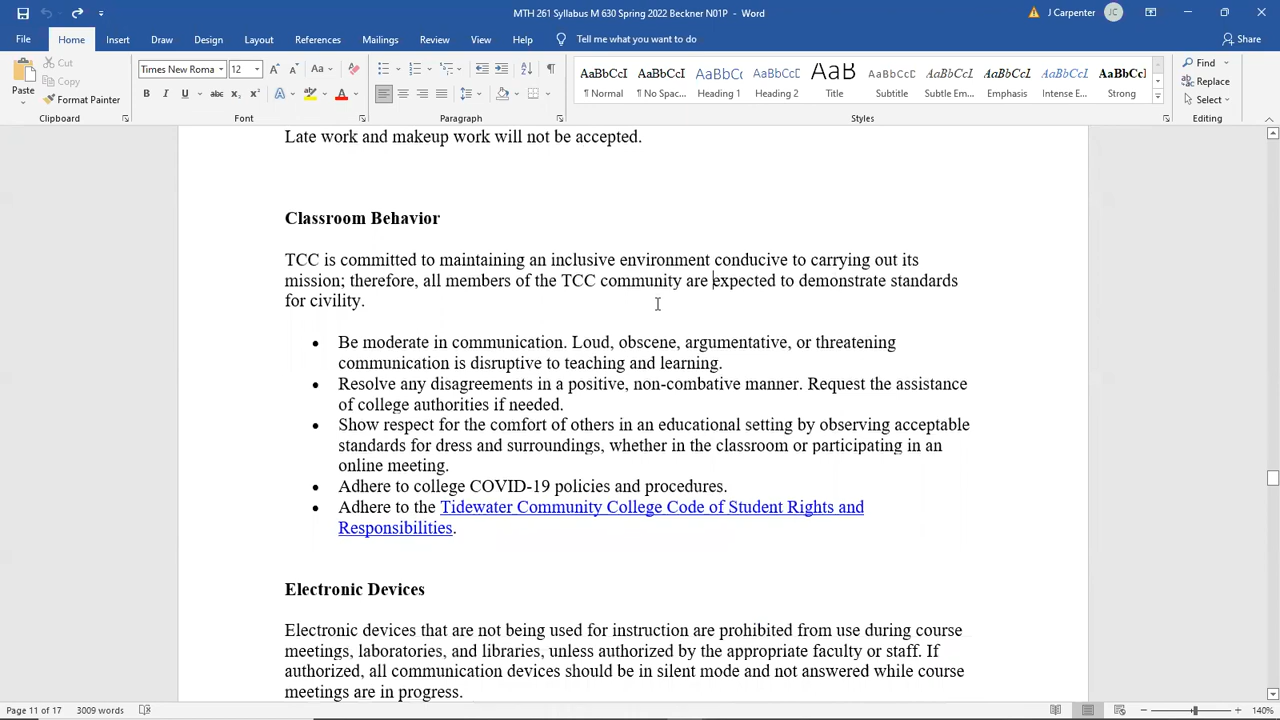 MTH 261 Syllabus M 630 Spring 2022 Beckner N01P - Word
J Carpenter
JC
File Home Insert Draw Design Layout References Mailings Review View Help Tell me what you want to do Share
Paste
Cut
Copy
Format Painter
Clipboard
Times New Roma 12
Font
Paragraph
AaBbCcI AaBbCcI AaBbCcI AaBbCcI AaB AaBbCcI AaBbCcI AaBbCcI AaBbCcI AaBbCcI
¶ Normal ¶ No Spac... Heading 1 Heading 2 Title Subtitle Subtle Em... Emphasis Intense E... Strong
Styles
Find
Replace
Select
Editing
Late work and makeup work will not be accepted.
Classroom Behavior
TCC is committed to maintaining an inclusive environment conducive to carrying out its
mission; therefore, all members of the TCC community are expected to demonstrate standards
for civility.
• Be moderate in communication. Loud, obscene, argumentative, or threatening
communication is disruptive to teaching and learning.
• Resolve any disagreements in a positive, non-combative manner. Request the assistance
of college authorities if needed.
• Show respect for the comfort of others in an educational setting by observing acceptable
standards for dress and surroundings, whether in the classroom or participating in an
online meeting.
• Adhere to college COVID-19 policies and procedures.
• Adhere to the Tidewater Community College Code of Student Rights and
Responsibilities.
Electronic Devices
Electronic devices that are not being used for instruction are prohibited from use during course
meetings, laboratories, and libraries, unless authorized by the appropriate faculty or staff. If
authorized, all communication devices should be in silent mode and not answered while course
meetings are in progress.
Page 11 of 17 3009 words 140%